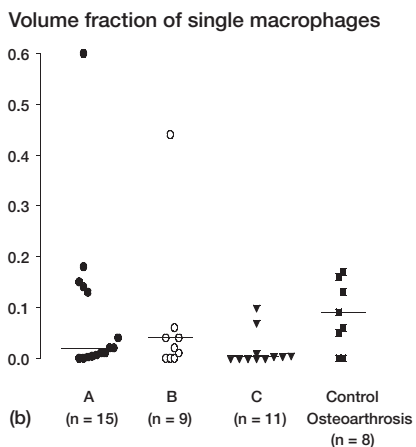 Volume fraction of single macrophages
0.6
0.5
0.4
0.3
0.2
0.1
0.0
A B C Control
(b) (n = 15) (n = 9) (n = 11) Osteoarthrosis
(n = 8)